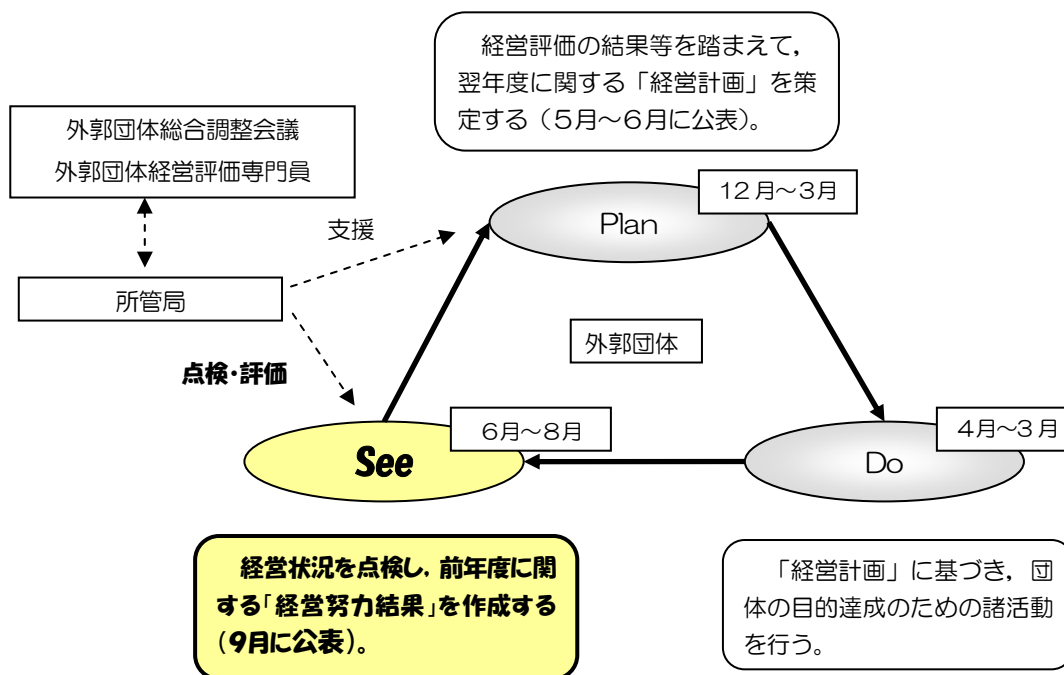 経営評価の結果等を踏まえて，
翌年度に関する「経営計画」を策
定する（５月～６月に公表）。
外郭団体総合調整会議
外郭団体経営評価専門員
12月～３月
Plan
支援
所管局
外郭団体
点検・評価
６月～８月
See
４月～３月
Do
経営状況を点検し，前年度に関
する「経営努力結果」を作成する
（９月に公表）。
「経営計画」に基づき，団
体の目的達成のための諸活動
を行う。